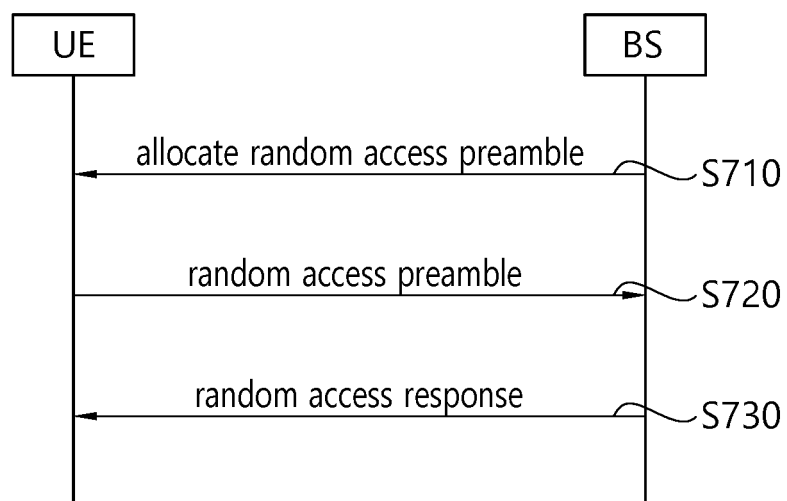 UE
BS
allocate random access preamble
S710
random access preamble
S720
random access response
S730